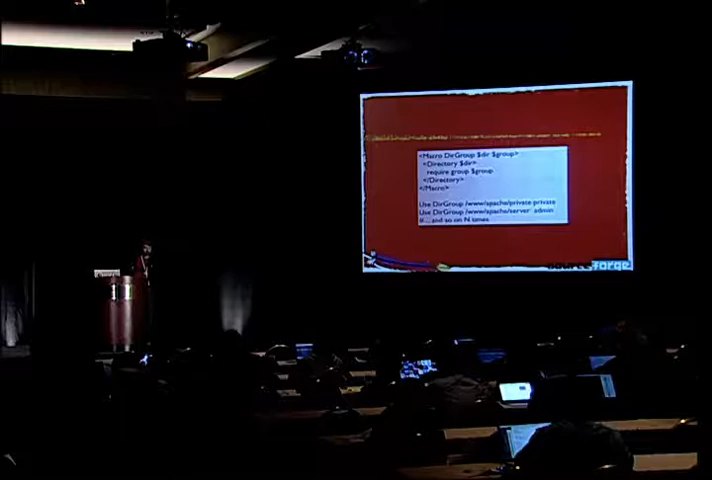 <Macro DirGroup $dir $group>
<Directory $dir>
require group $group
</Directory>
</Macro>
Use DirGroup /www/apache/private private
Use DirGroup /www/apache/server admin
# ... and so on N times
sourceforge